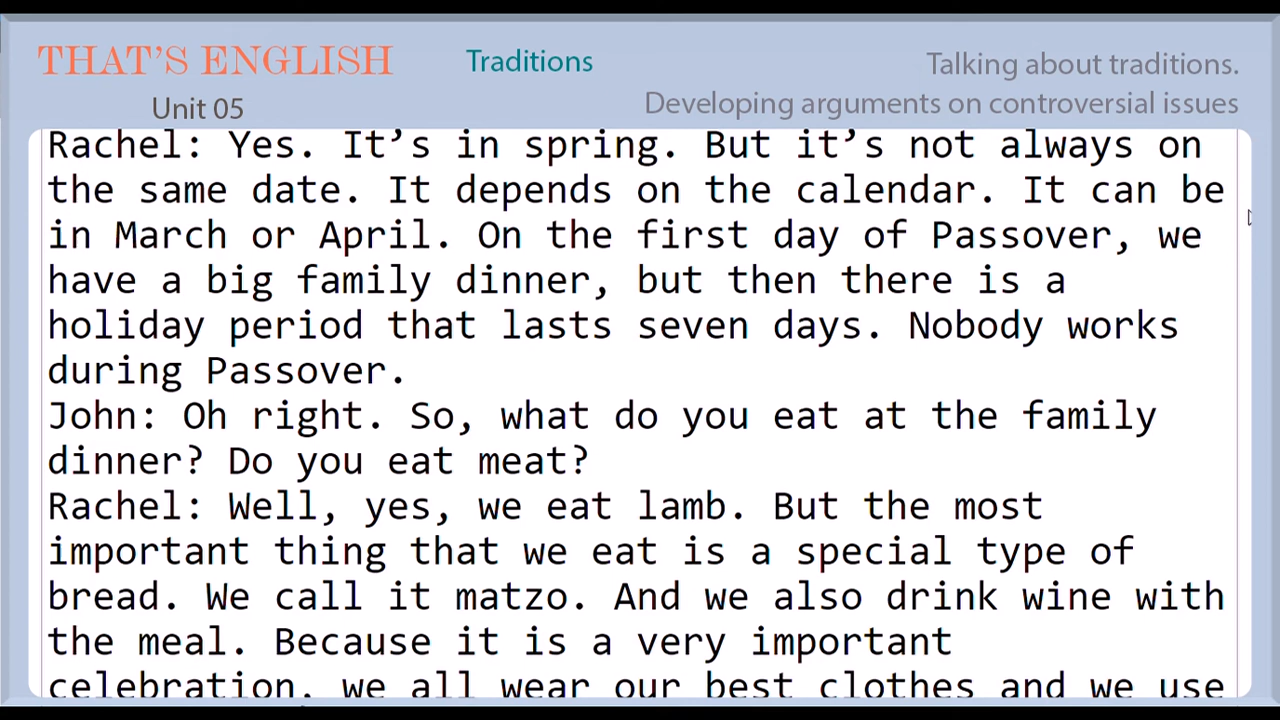 THAT’S ENGLISH
Traditions
Talking about traditions.
Unit 05
Developing arguments on controversial issues
Rachel: Yes. It’s in spring. But it’s not always on
the same date. It depends on the calendar. It can be
in March or April. On the first day of Passover, we
have a big family dinner, but then there is a
holiday period that lasts seven days. Nobody works
during Passover.
John: Oh right. So, what do you eat at the family
dinner? Do you eat meat?
Rachel: Well, yes, we eat lamb. But the most
important thing that we eat is a special type of
bread. We call it matzo. And we also drink wine with
the meal. Because it is a very important
celebration, we all wear our best clothes and we use